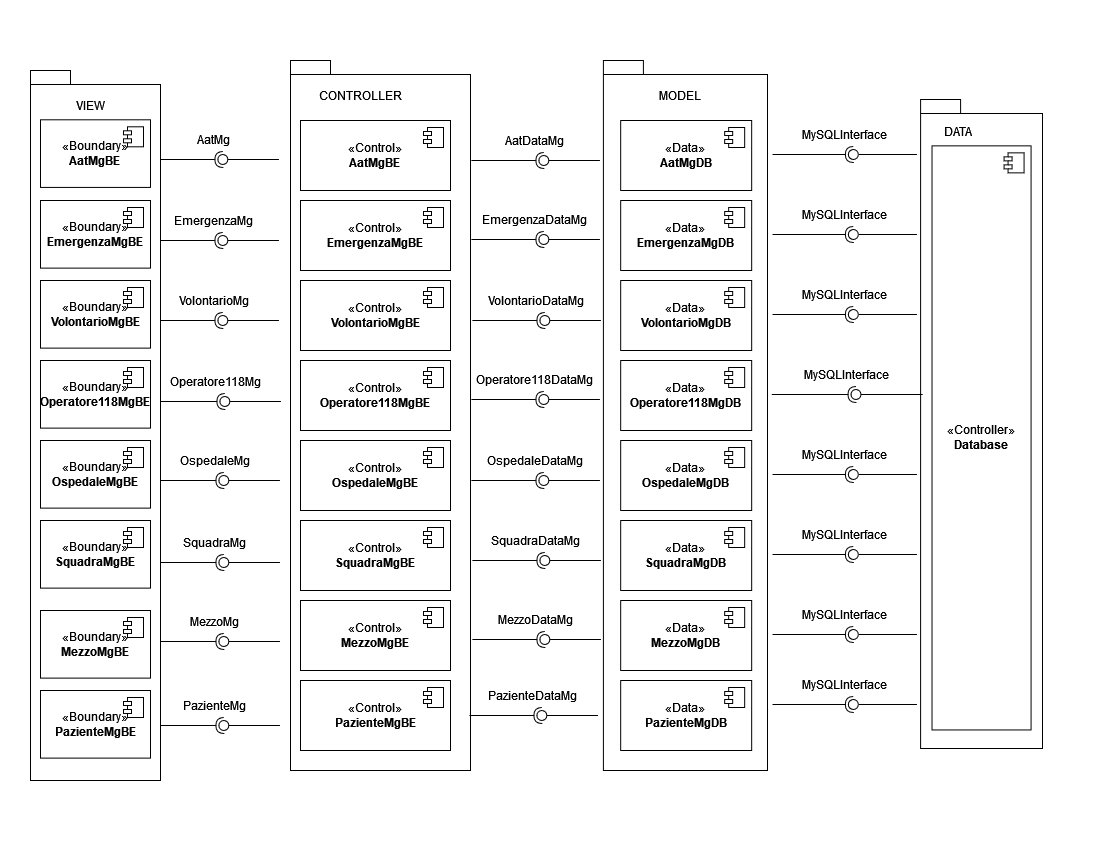 VIEW
«Boundary»
AatMgBE
«Boundary»
EmergenzaMgBE
«Boundary»
VolontarioMgBE
«Boundary»
Operatore118MgBE
«Boundary»
OspedaleMgBE
«Boundary»
SquadraMgBE
«Boundary»
MezzoMgBE
«Boundary»
PazienteMgBE
AatMg
EmergenzaMg
VolontarioMg
Operatore118Mg
OspedaleMg
SquadraMg
MezzoMg
PazienteMg
CONTROLLER
«Control»
AatMgBE
«Control»
EmergenzaMgBE
«Control»
VolontarioMgBE
«Control»
Operatore118MgBE
«Control»
OspedaleMgBE
«Control»
SquadraMgBE
«Control»
MezzoMgBE
«Control»
PazienteMgBE
AatDataMg
EmergenzaDataMg
VolontarioDataMg
Operatore118DataMg
OspedaleDataMg
SquadraDataMg
MezzoDataMg
PazienteDataMg
MODEL
«Data»
AatMgDB
«Data»
EmergenzaMgDB
«Data»
VolontarioMgDB
«Data»
Operatore118MgDB
«Data»
OspedaleMgDB
«Data»
SquadraMgDB
«Data»
MezzoMgDB
«Data»
PazienteMgDB
MySQLInterface
MySQLInterface
MySQLInterface
MySQLInterface
MySQLInterface
MySQLInterface
MySQLInterface
MySQLInterface
DATA
«Controller»
Database